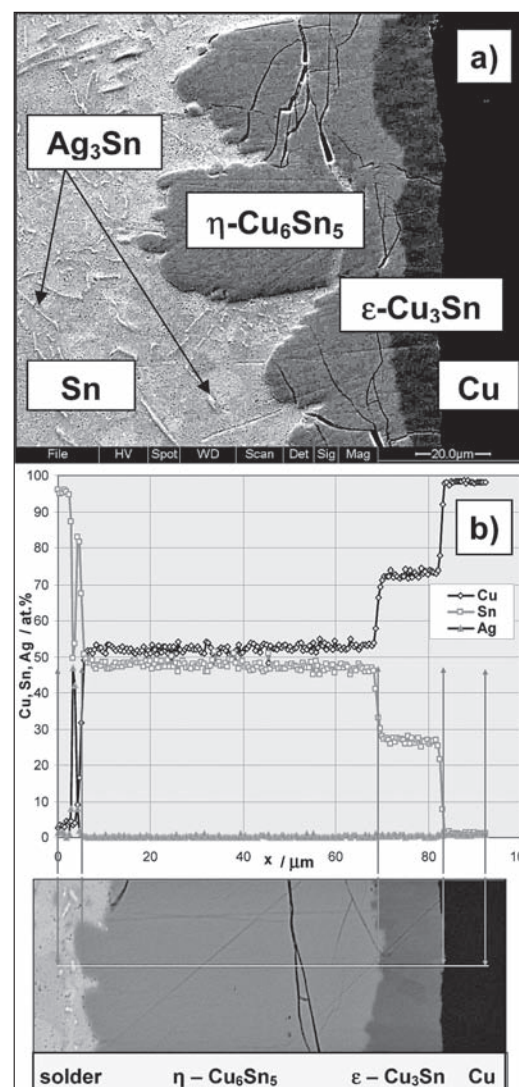 a)
Ag₃Sn
η-Cu₆Sn₅
ε-Cu₃Sn
Sn
Cu
File HV Spot WD Scan Det Sig Mag 20.0μm
100
90
80
70
60
50
40
30
20
10
0
Cu, Sn, Ag / at.%
b)
Cu
Sn
Ag
0 20 40 60 80 100
x / μm
solder η – Cu₆Sn₅ ε – Cu₃Sn Cu